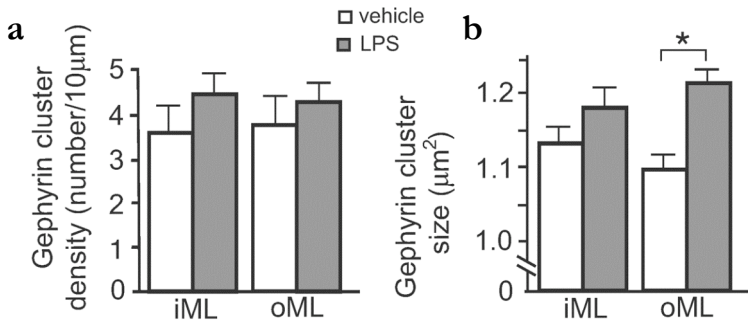 a
vehicle
LPS
b
Gephyrin cluster
density (number/10μm)
5
4
3
2
1
0
iML
oML
Gephyrin cluster
size (μm²)
1.2
1.10
1.0
0
iML
oML
*